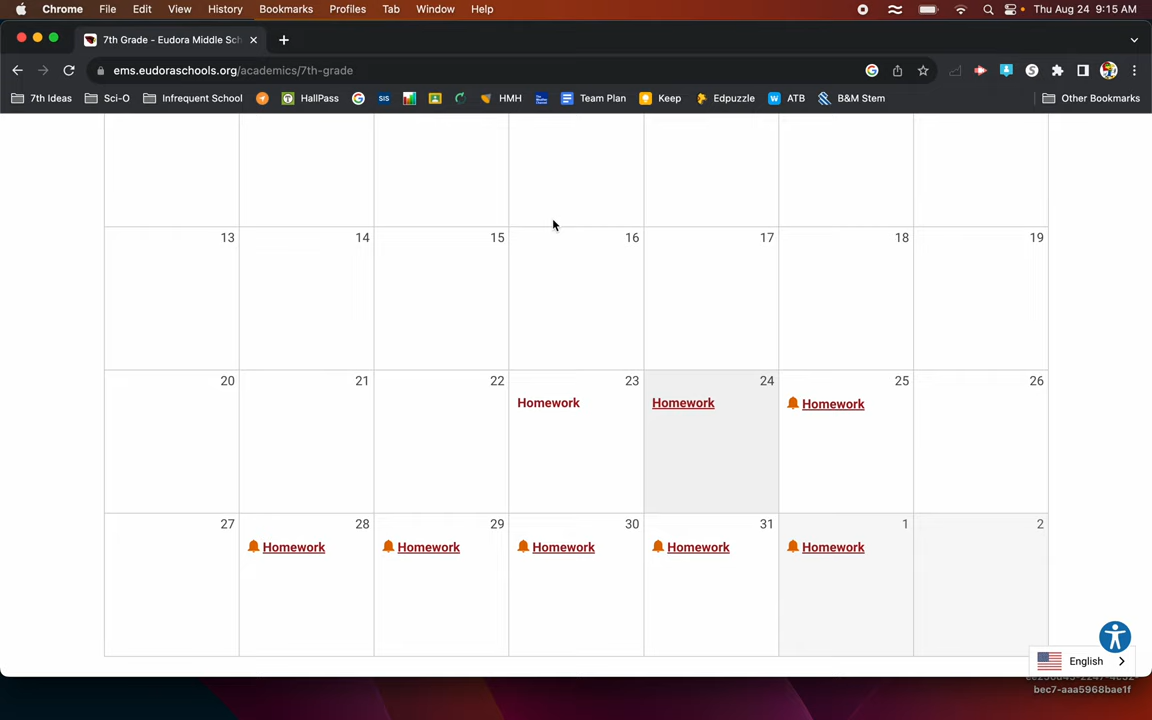 Chrome File Edit View History Bookmarks Profiles Tab Window Help Thu Aug 24 9:15 AM
7th Grade - Eudora Middle Sch
ems.eudoraschools.org/academics/7th-grade
7th Ideas Sci-O Infrequent School HallPass SIS HMH Team Plan Keep Edpuzzle ATB B&M Stem Other Bookmarks
13 14 15 16 17 18 19
20 21 22 23 24 25 26
Homework Homework Homework
27 28 29 30 31 1 2
Homework Homework Homework Homework Homework
English
bec7-aaa5968bae1f